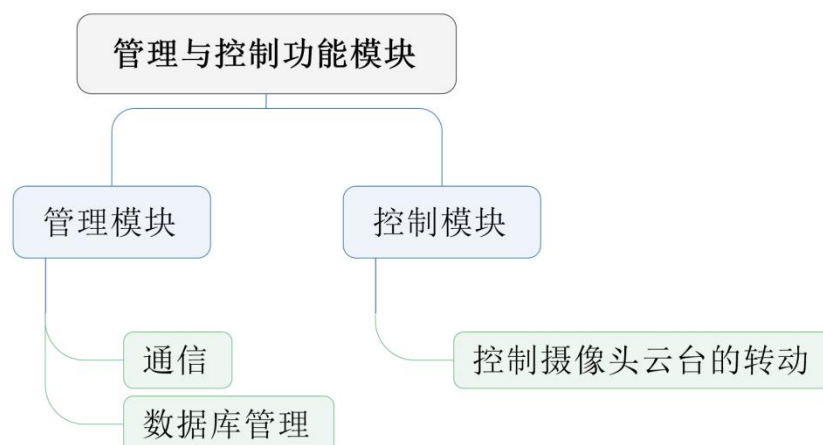 管理与控制功能模块
管理模块
控制模块
通信
控制摄像头云台的转动
数据库管理